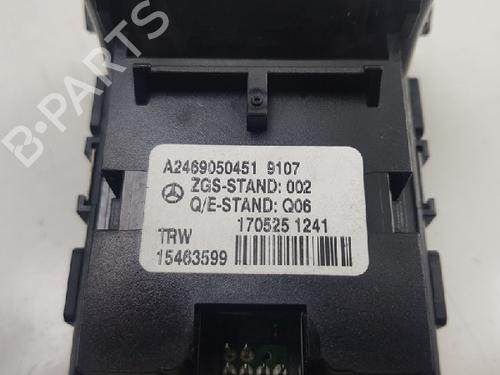 B-PARTS
A2469050451 9107
ZGS-STAND: 002
Q/E-STAND: Q06
170525 1241
TRW
15463599